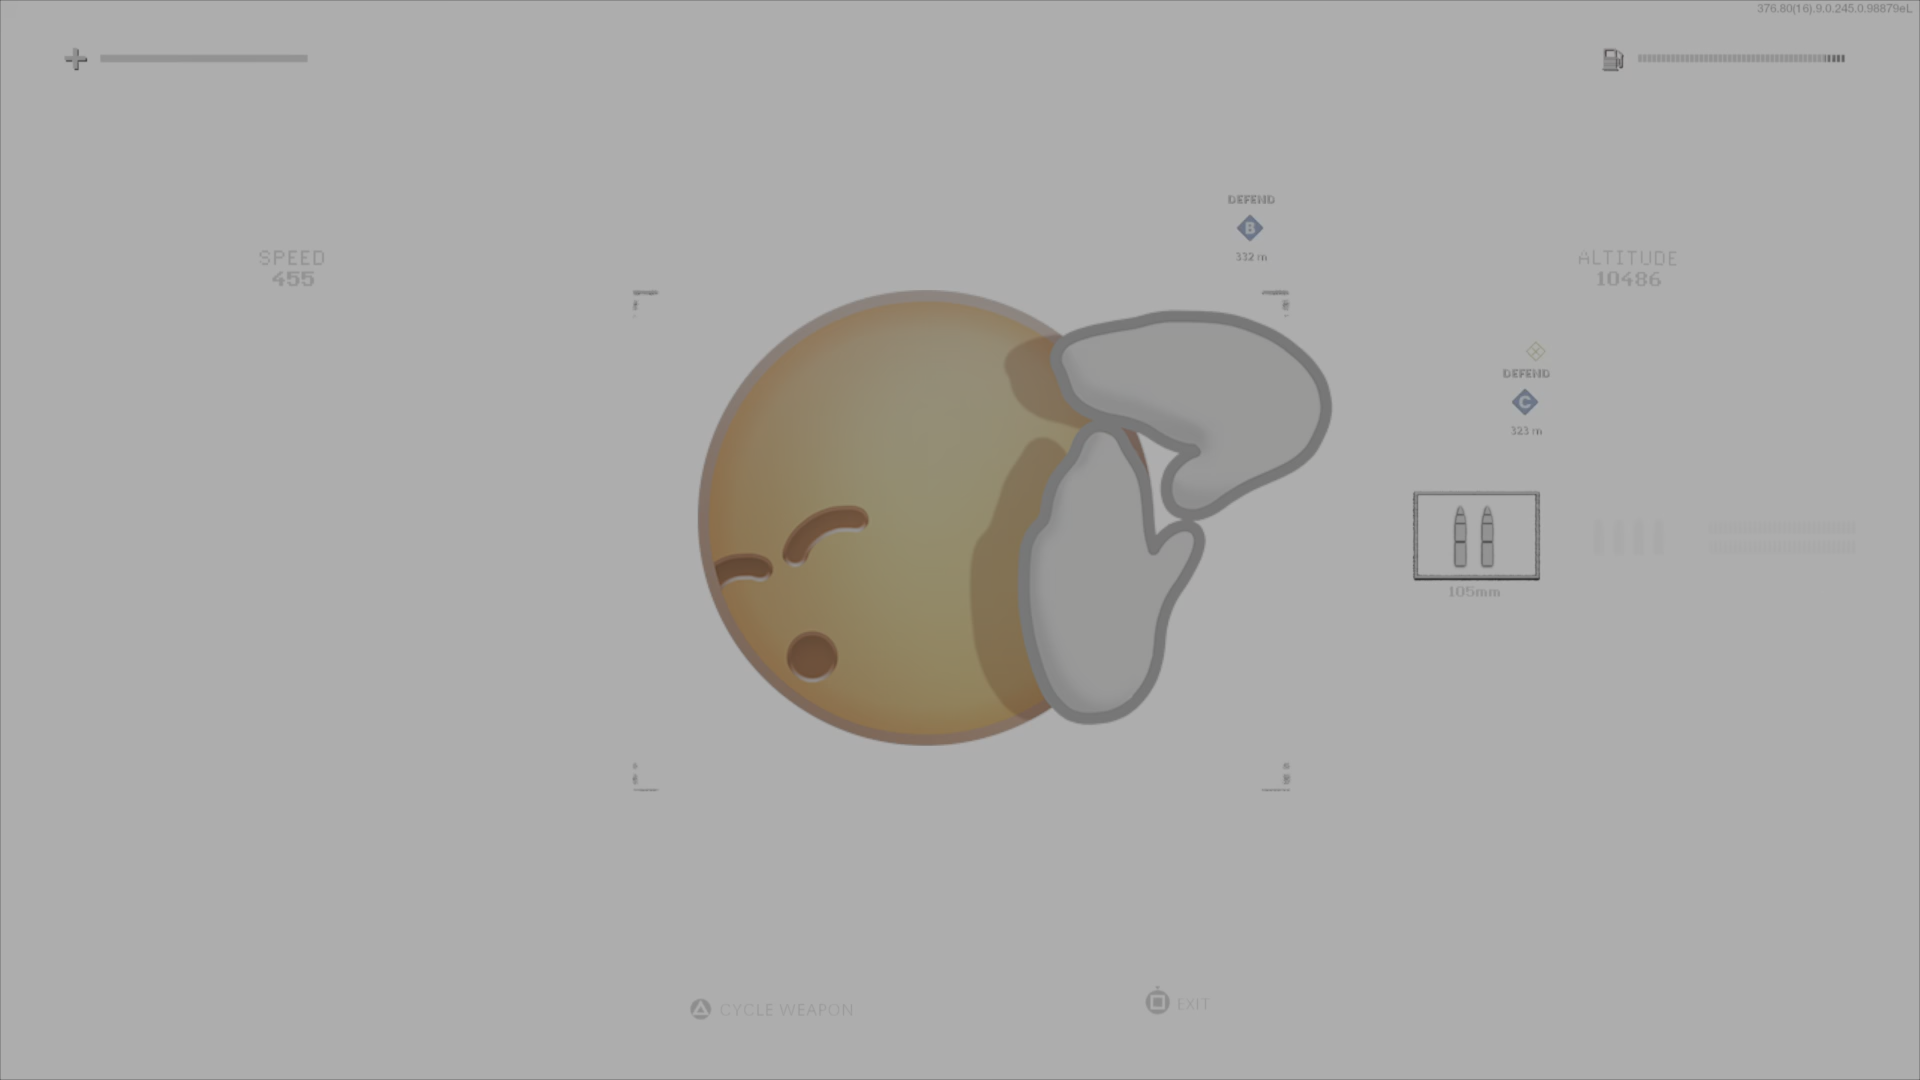 376.80(16).9.0.245.0.98879eL
DEFEND
B
332 m
SPEED
455
ALTITUDE
10486
DEFEND
C
323 m
105mm
CYCLE WEAPON
EXIT